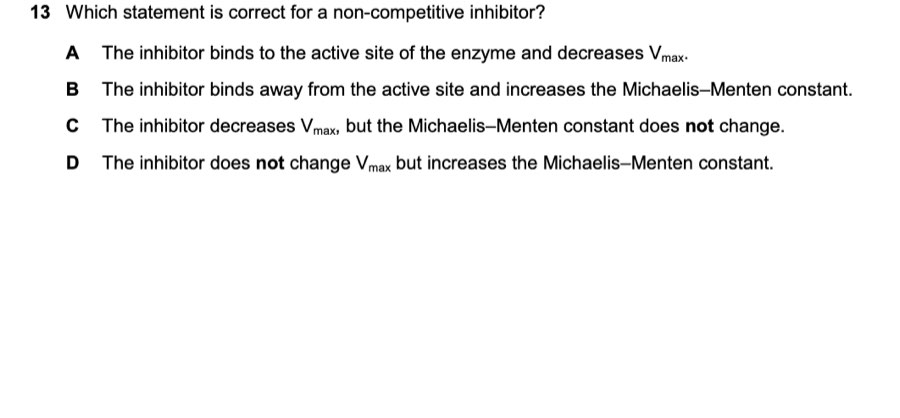 13 Which statement is correct for a non-competitive inhibitor?
A The inhibitor binds to the active site of the enzyme and decreases Vmax.
B The inhibitor binds away from the active site and increases the Michaelis–Menten constant.
C The inhibitor decreases Vmax, but the Michaelis–Menten constant does not change.
D The inhibitor does not change Vmax but increases the Michaelis–Menten constant.